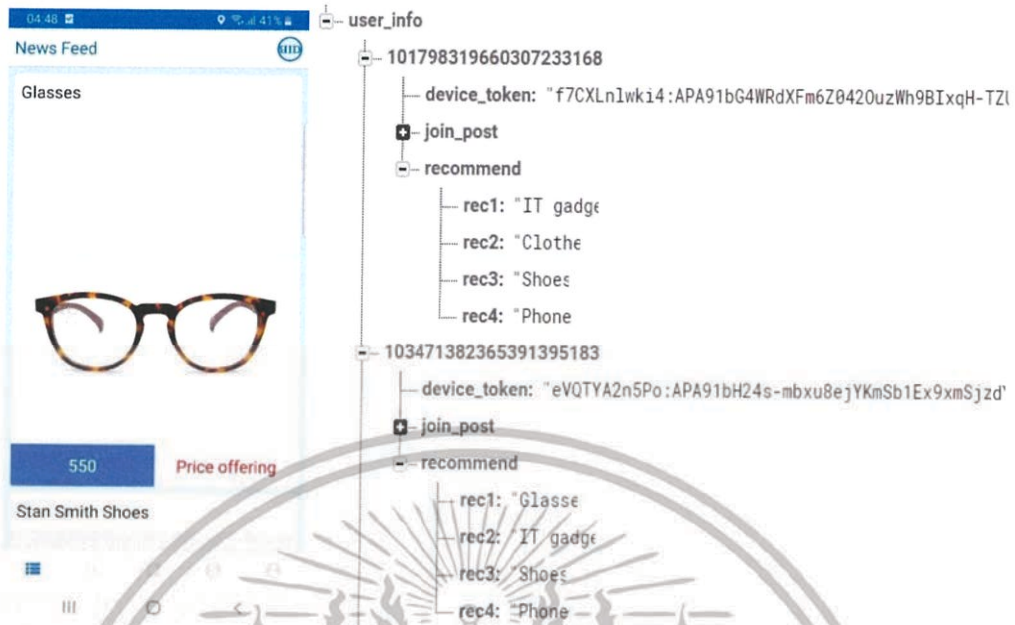 04:48 41%
News Feed
Glasses
550 Price offering
Stan Smith Shoes
user_info
101798319660307233168
device_token: "f7CXLnlwki4:APA91bG4WRdXFm6Z042OuzWh9BIxqH-TZU
join_post
recommend
rec1: "IT gadge
rec2: "Clothe
rec3: "Shoes
rec4: "Phone
103471382365391395183
device_token: "eVQTYA2n5Po:APA91bH24s-mbxu8ejYKmSb1Ex9xmSjzd
join_post
recommend
rec1: "Glasse
rec2: "IT gadge
rec3: "Shoes
rec4: "Phone